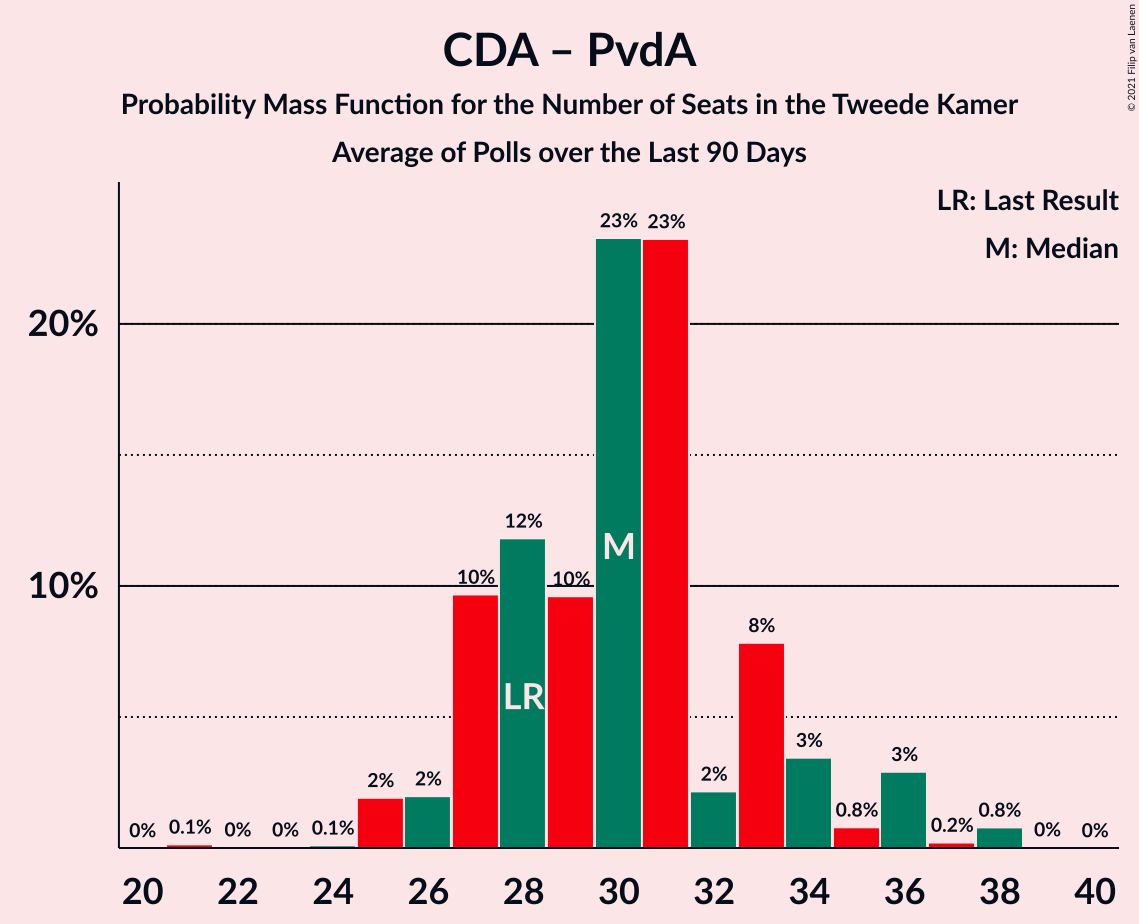 CDA – PvdA
Probability Mass Function for the Number of Seats in the Tweede Kamer
Average of Polls over the Last 90 Days
© 2021 Filip van Laenen
LR: Last Result
M: Median
20%
10%
0%
0.1%
0%
0%
0.1%
2%
2%
10%
12%
10%
23%
23%
2%
8%
3%
0.8%
3%
0.2%
0.8%
0%
0%
M
LR
20 22 24 26 28 30 32 34 36 38 40